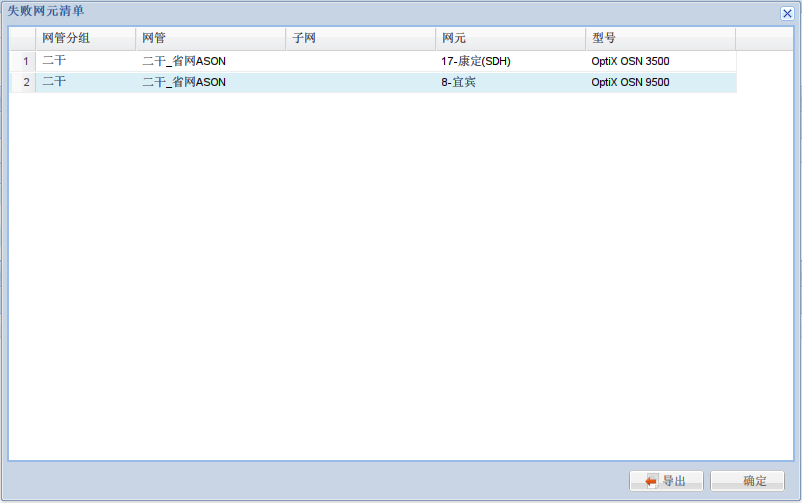 失败网元清单
网管分组 网管 子网 网元 型号
1 二干 二干_省网ASON 17-康定(SDH) OptiX OSN 3500
2 二干 二干_省网ASON 8-宜宾 OptiX OSN 9500
导出 确定